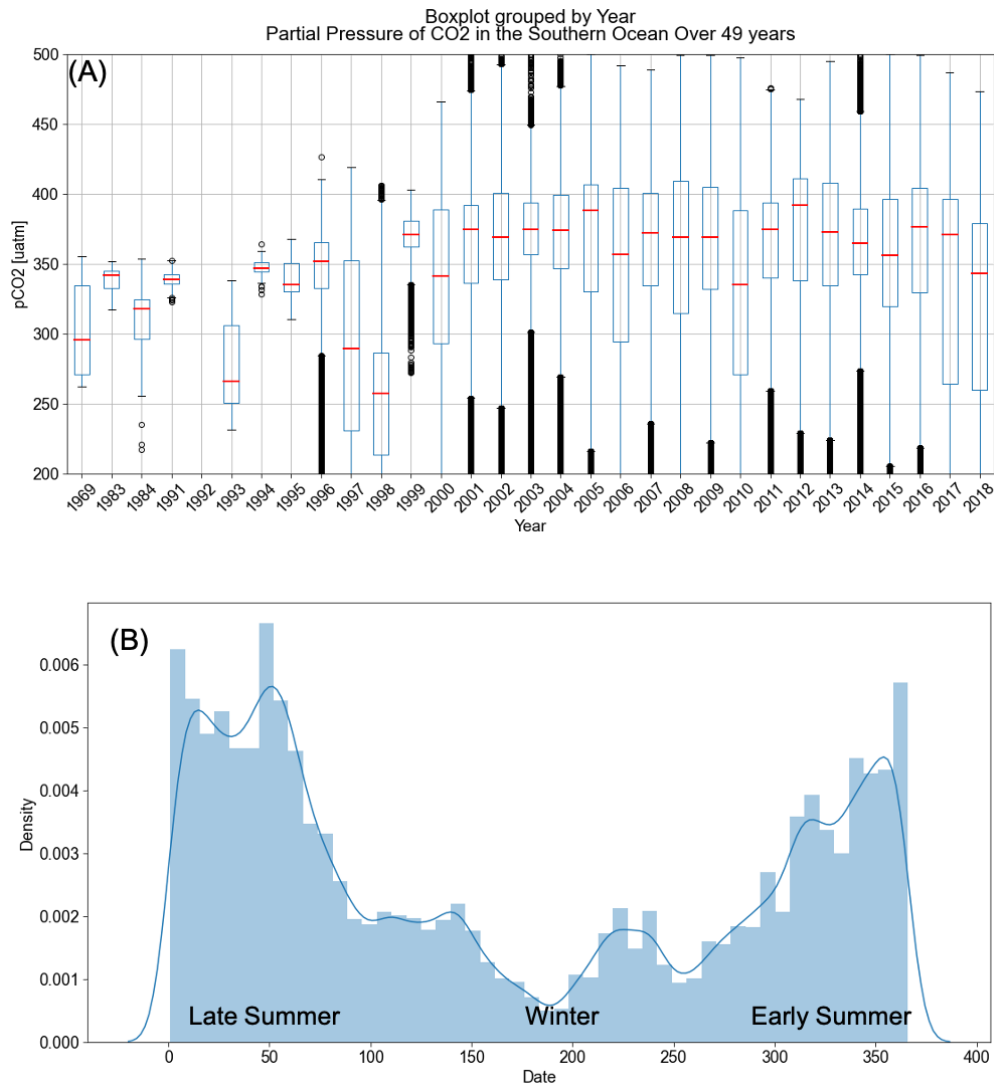 Boxplot grouped by Year
Partial Pressure of CO2 in the Southern Ocean Over 49 years
(A)
500
450
400
350
300
250
200
pCO2 [uatm]
1969 1983 1984 1991 1992 1993 1994 1995 1996 1997 1998 1999 2000 2001 2002 2003 2004 2005 2006 2007 2008 2009 2010 2011 2012 2013 2014 2015 2016 2017 2018
Year
(B)
0.006
0.005
0.004
0.003
0.002
0.001
0.000
Density
Late Summer Winter Early Summer
0 50 100 150 200 250 300 350 400
Date